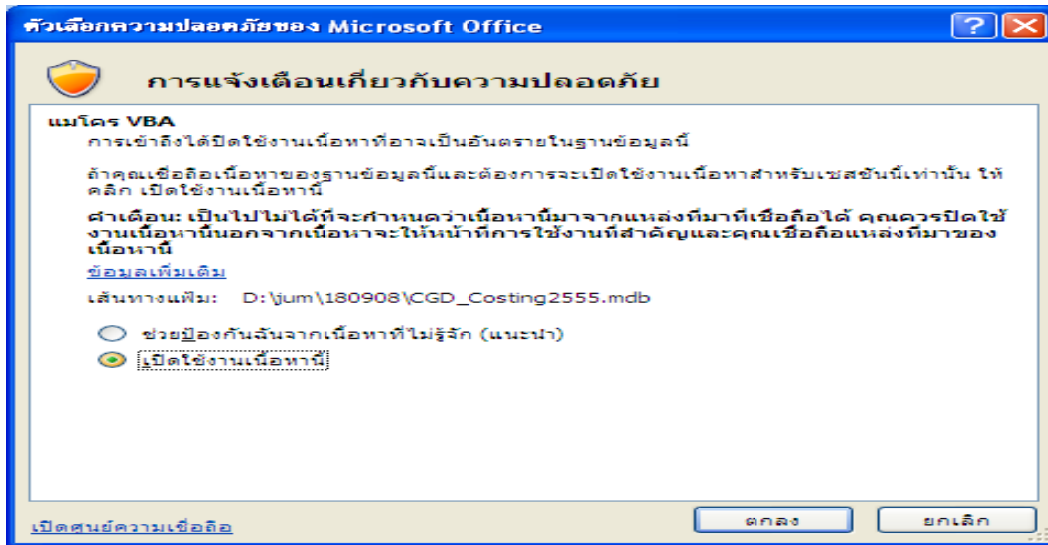 ตัวเลือกความปลอดภัยของ Microsoft Office
การแจ้งเตือนเกี่ยวกับความปลอดภัย
แมโคร VBA
การเข้าถึงได้ปิดใช้งานเนื้อหาที่อาจเป็นอันตรายในฐานข้อมูลนี้
ถ้าคุณเชื่อถือเนื้อหาของฐานข้อมูลนี้และต้องการจะเปิดใช้งานเนื้อหาสำหรับเซสชันนี้เท่านั้น ให้
คลิก เปิดใช้งานเนื้อหานี้
คำเตือน: เป็นไปไม่ได้ที่จะกำหนดว่าเนื้อหานี้มาจากแหล่งที่มาที่เชื่อถือได้ คุณควรปิดใช้
งานเนื้อหานี้นอกจากเนื้อหาจะให้หน้าที่การใช้งานที่สำคัญและคุณเชื่อถือแหล่งที่มาของ
เนื้อหานี้
ข้อมูลเพิ่มเติม
เส้นทางแฟ้ม: D:\jum\180908\CGD_Costing2555.mdb
ช่วยป้องกันฉันจากเนื้อหาที่ไม่รู้จัก (แนะนำ)
เปิดใช้งานเนื้อหานี้
เปิดศูนย์ความเชื่อถือ
ตกลง
ยกเลิก